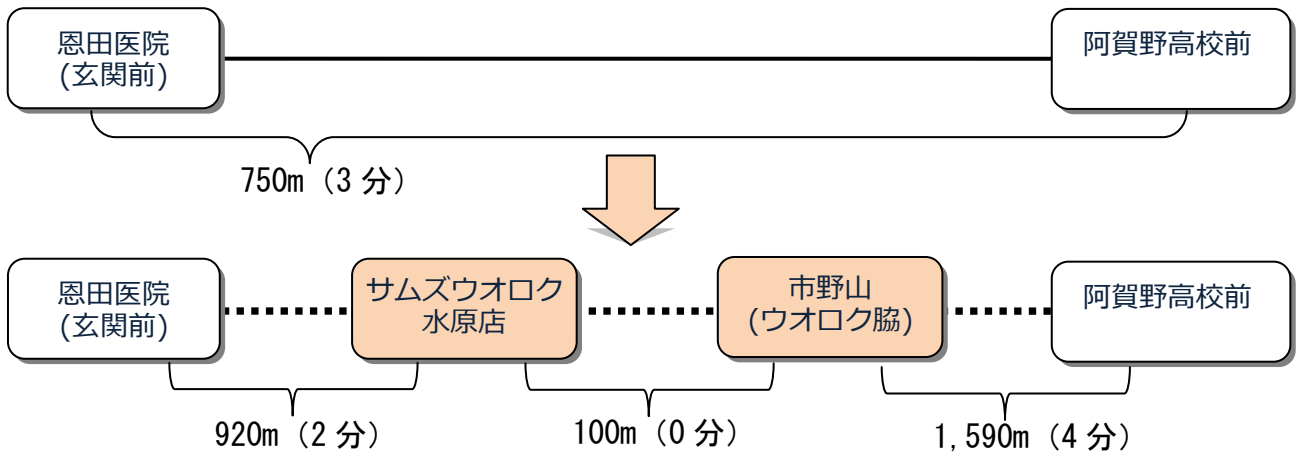 恩田医院
(玄関前)
阿賀野高校前
750m（3 分）
恩田医院
(玄関前)
サムズウオロク
水原店
市野山
(ウオロク脇)
阿賀野高校前
920m（2 分）
100m（0 分）
1,590m（4 分）